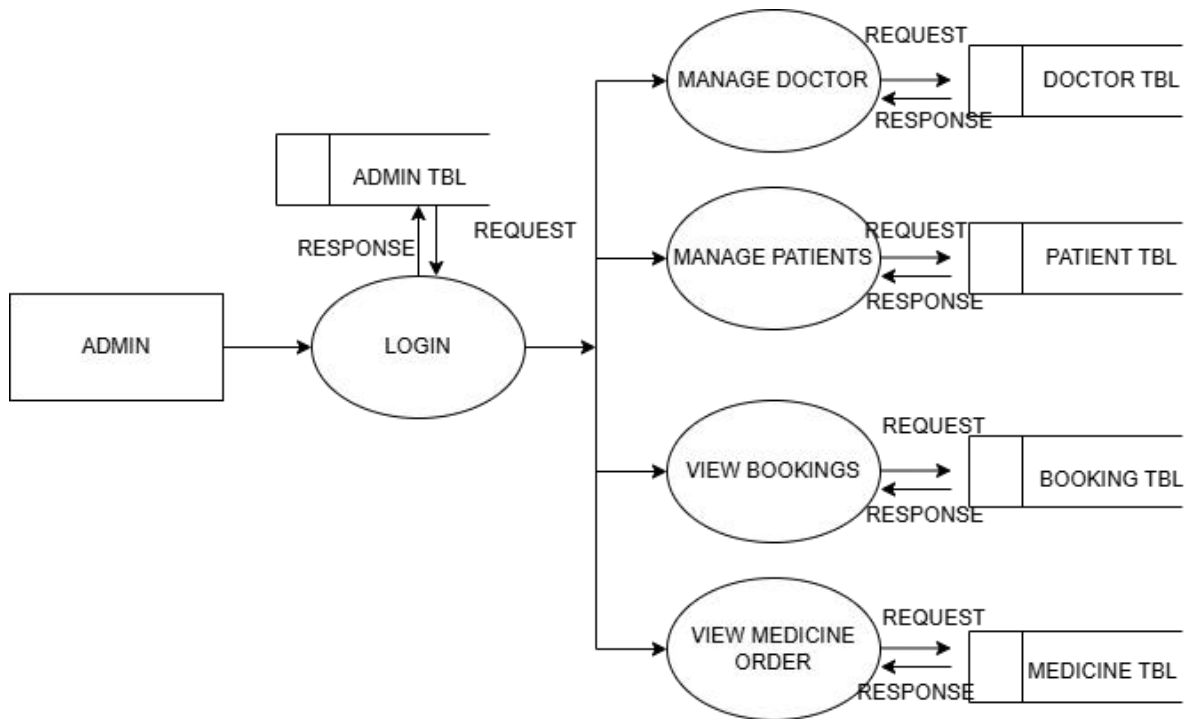 REQUEST
MANAGE DOCTOR
DOCTOR TBL
RESPONSE
ADMIN TBL
REQUEST
RESPONSE
REQUEST
MANAGE PATIENTS
PATIENT TBL
RESPONSE
ADMIN
LOGIN
REQUEST
VIEW BOOKINGS
BOOKING TBL
RESPONSE
REQUEST
VIEW MEDICINE
ORDER
MEDICINE TBL
RESPONSE